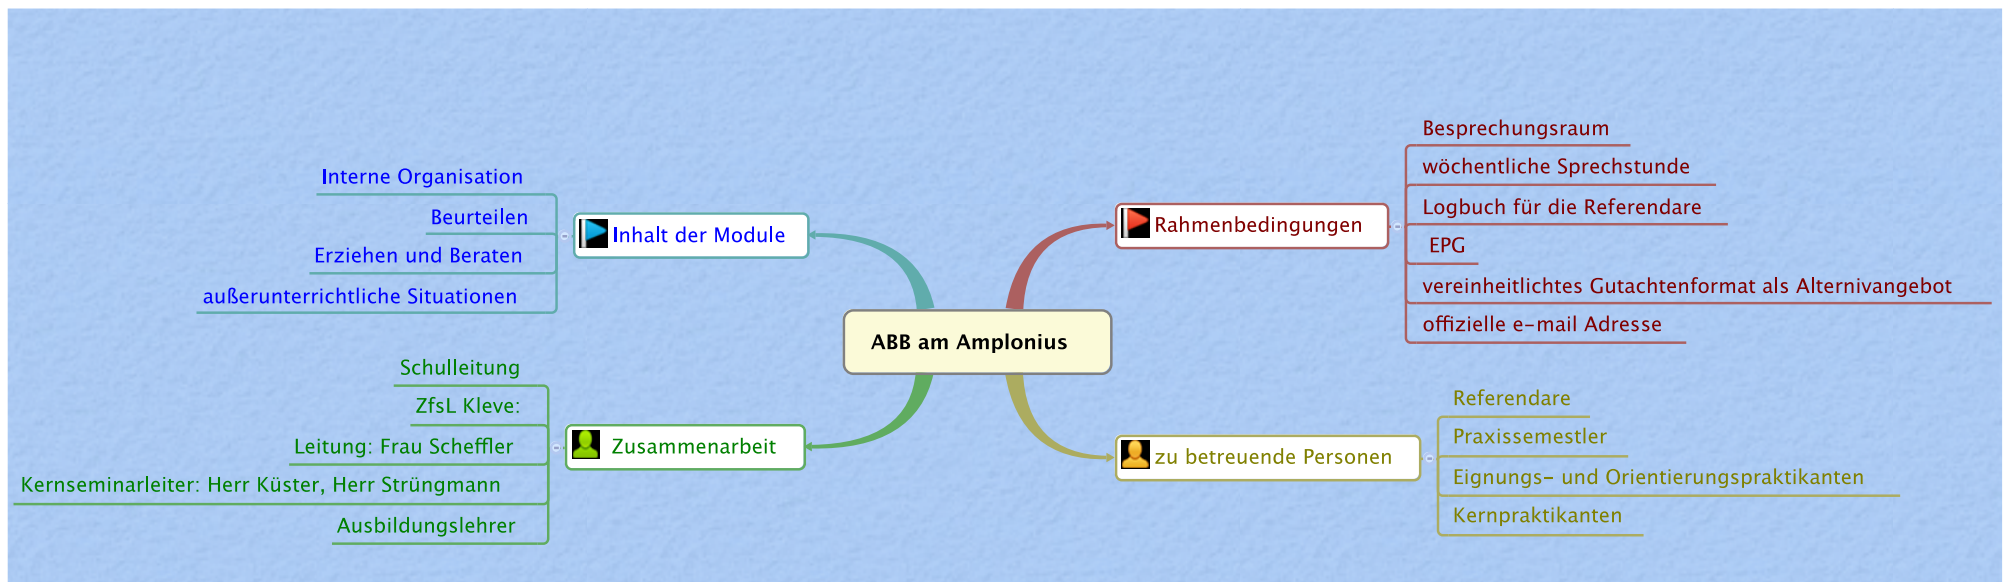 ABB am Amplonius
Inhalt der Module
Interne Organisation
Beurteilen
Erziehen und Beraten
außerunterrichtliche Situationen
Zusammenarbeit
Schulleitung
ZfsL Kleve:
Leitung: Frau Scheffler
Kernseminarleiter: Herr Küster, Herr Strüngmann
Ausbildungslehrer
Rahmenbedingungen
Besprechungsraum
wöchentliche Sprechstunde
Logbuch für die Referendare
EPG
vereinheitlichtes Gutachtenformat als Alternivangebot
offizielle e-mail Adresse
zu betreuende Personen
Referendare
Praxissemestler
Eignungs- und Orientierungspraktikanten
Kernpraktikanten